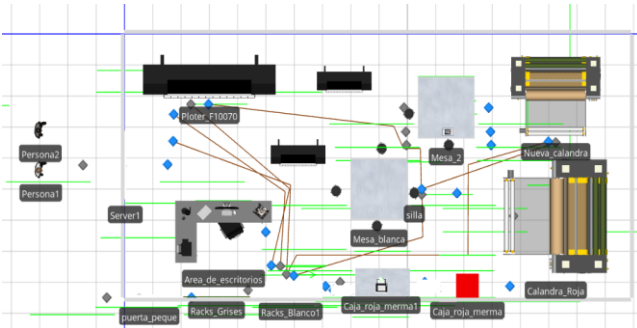 Ploter_F10070
Persona2
Mesa_2
Nueva_calandra
Persona1
Server1
silla
Mesa_blanca
Area_de_escritorios
Calandra_Roja
puerta_peque
Racks_Grises
Racks_Blanco1
Caja_roja_merma1
Caja_roja_merma